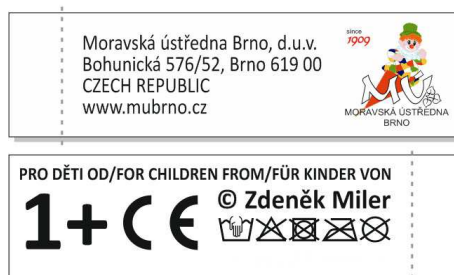 Moravská ústředna Brno, d.u.v.
Bohunická 576/52, Brno 619 00
CZECH REPUBLIC
www.mubrno.cz
since
1909
MÚ
MORAVSKÁ ÚSTŘEDNA
BRNO
PRO DĚTI OD/FOR CHILDREN FROM/FÜR KINDER VON
1+ CE
© Zdeněk Miler